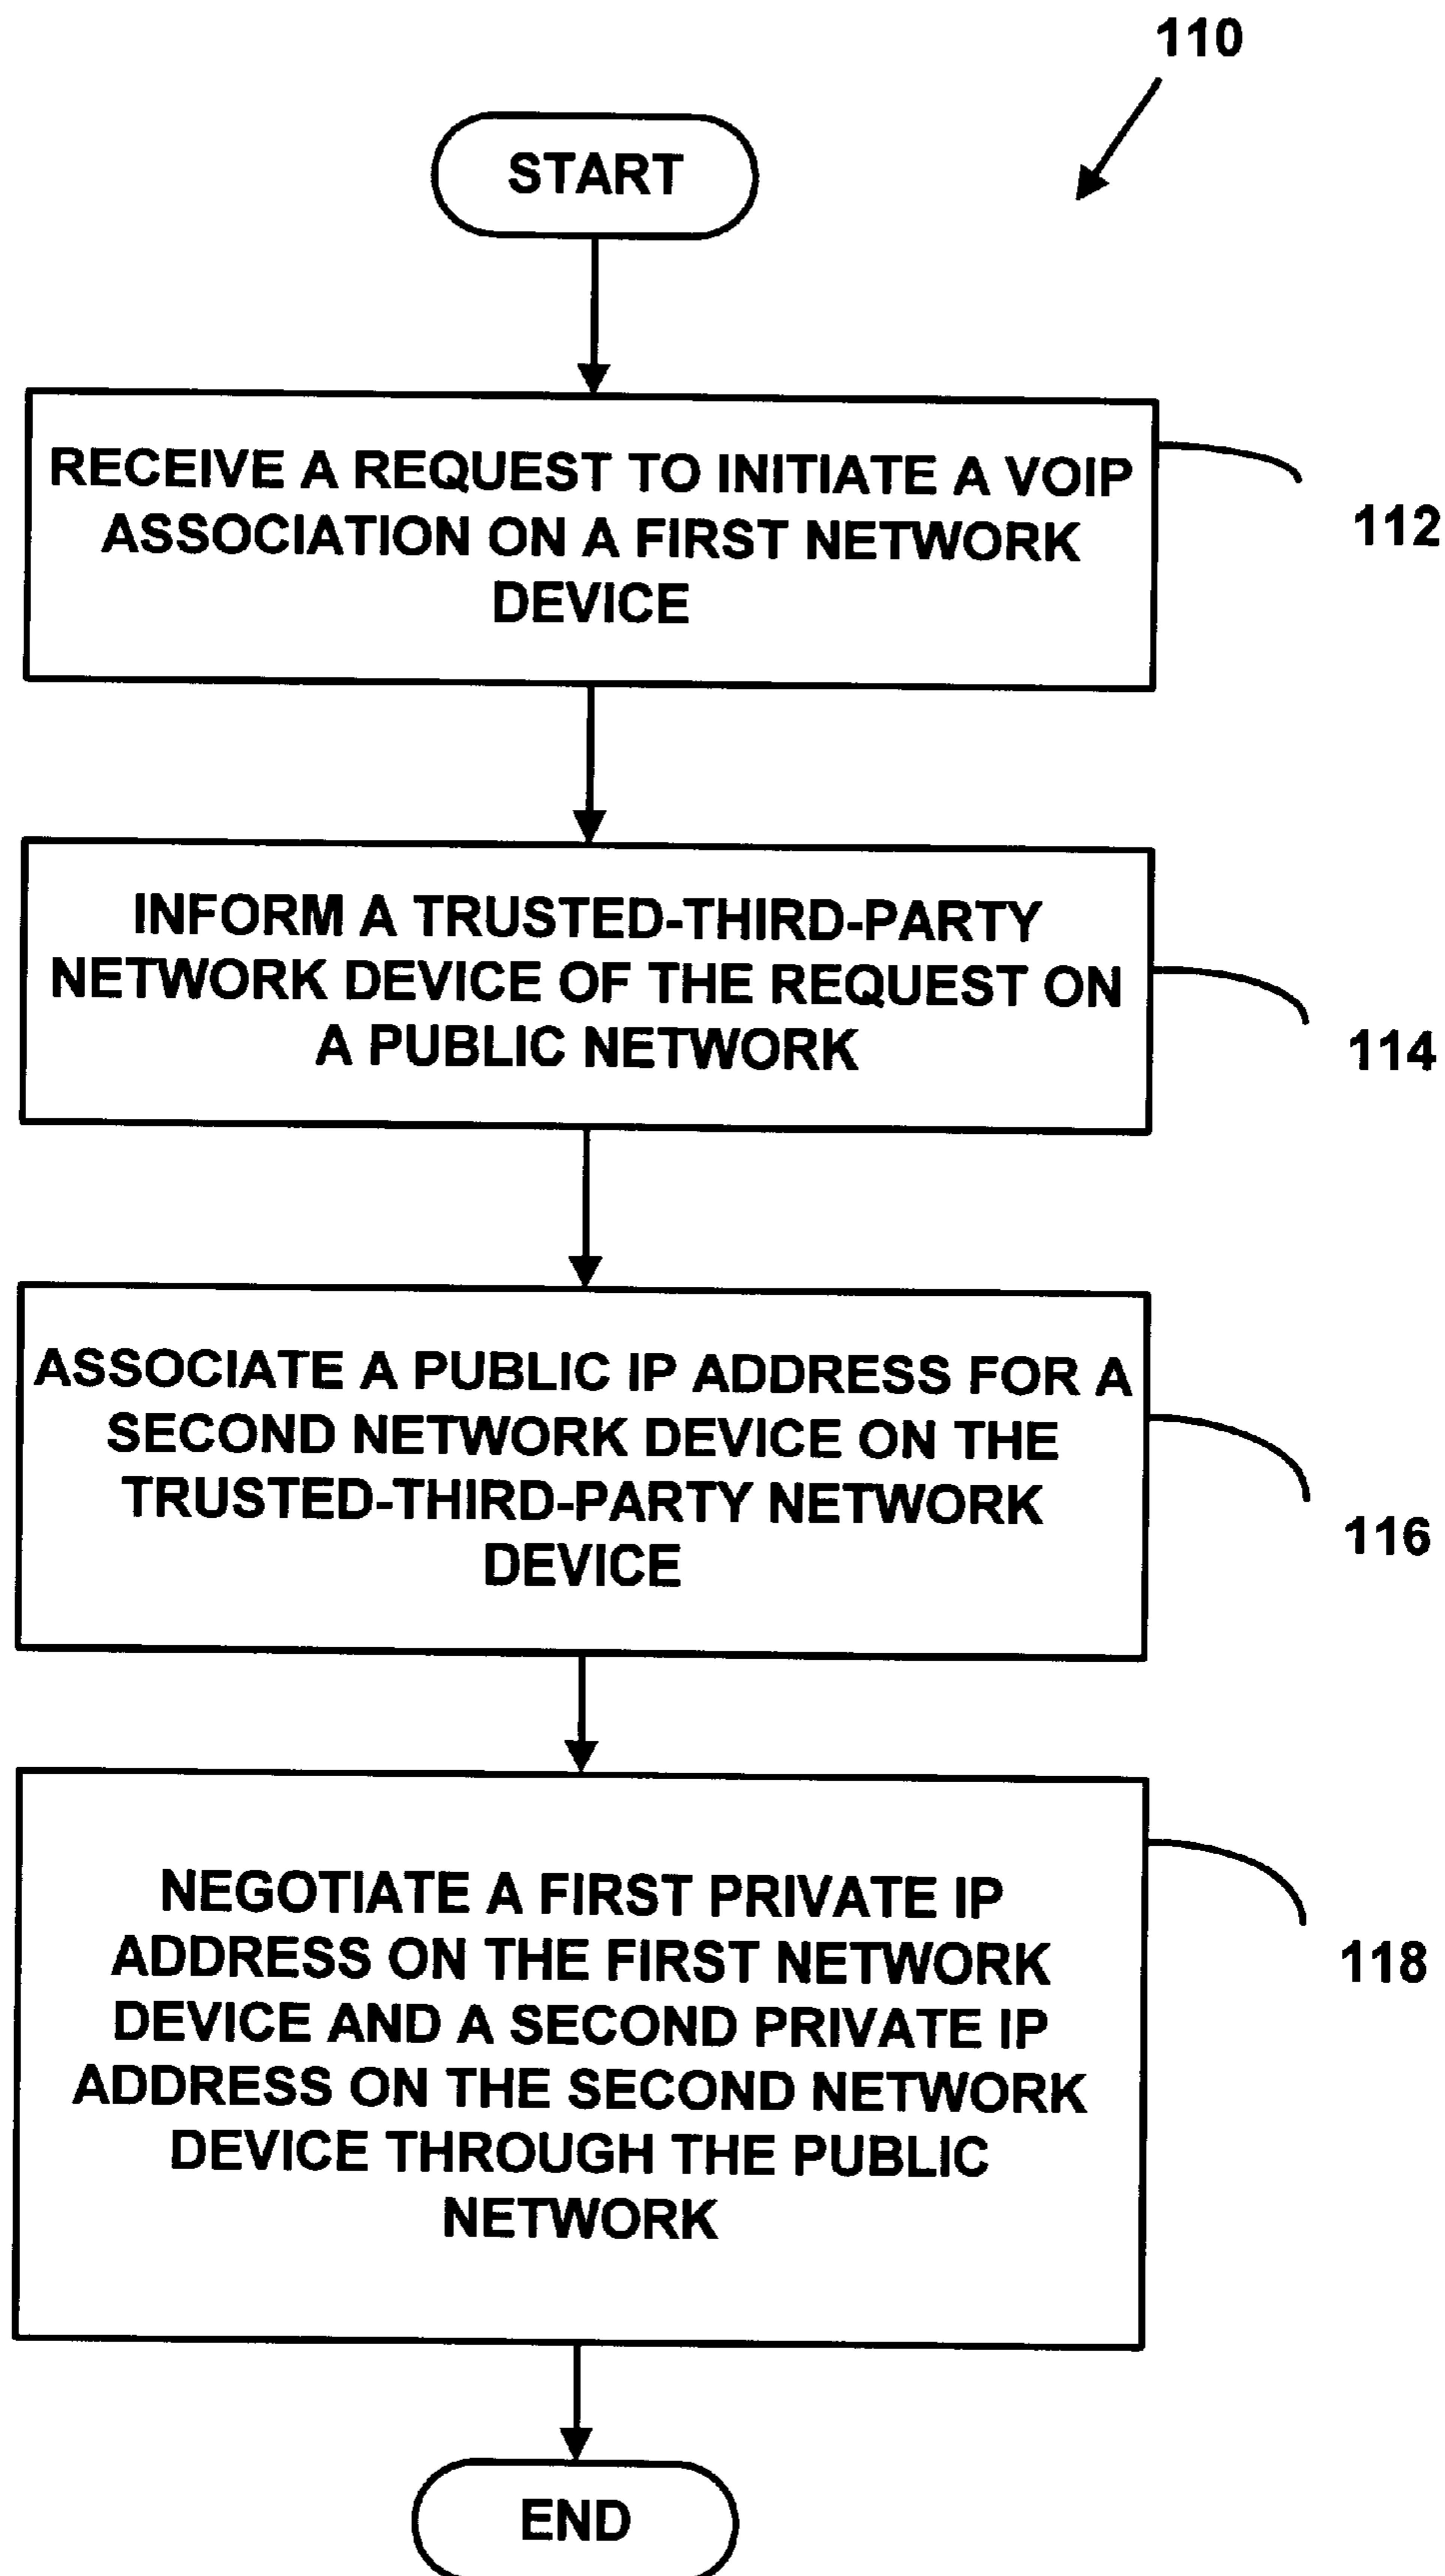 110
START
RECEIVE A REQUEST TO INITIATE A VOIP
ASSOCIATION ON A FIRST NETWORK
DEVICE
112
INFORM A TRUSTED-THIRD-PARTY
NETWORK DEVICE OF THE REQUEST ON
A PUBLIC NETWORK
114
ASSOCIATE A PUBLIC IP ADDRESS FOR A
SECOND NETWORK DEVICE ON THE
TRUSTED-THIRD-PARTY NETWORK
DEVICE
116
NEGOTIATE A FIRST PRIVATE IP
ADDRESS ON THE FIRST NETWORK
DEVICE AND A SECOND PRIVATE IP
ADDRESS ON THE SECOND NETWORK
DEVICE THROUGH THE PUBLIC
NETWORK
118
END